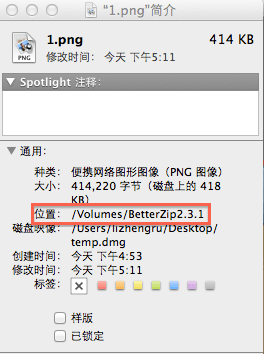 “1.png”简介
PNG
1.png 414 KB
修改时间： 今天 下午5:11
Spotlight 注释：
通用：
种类： 便携网络图形图像（PNG 图像）
大小： 414,220 字节（磁盘上的 418
KB）
位置： /Volumes/BetterZip2.3.1
磁盘映像： /Users/lizhengru/Desktop/
temp.dmg
创建时间： 今天 下午4:53
修改时间： 今天 下午5:11
标签：
样版
已锁定